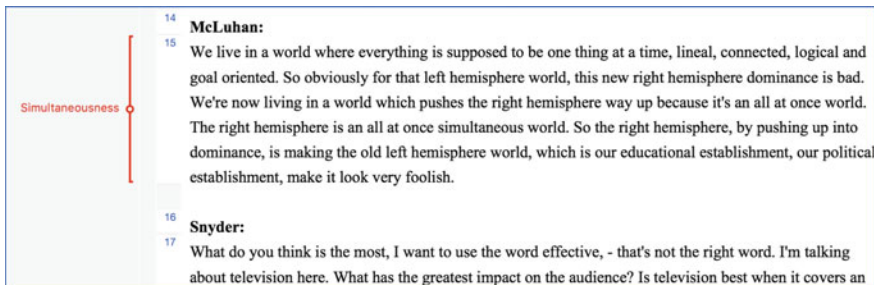 14
McLuhan:
15
We live in a world where everything is supposed to be one thing at a time, lineal, connected, logical and
goal oriented. So obviously for that left hemisphere world, this new right hemisphere dominance is bad.
Simultaneousness
We're now living in a world which pushes the right hemisphere way up because it's an all at once world.
The right hemisphere is an all at once simultaneous world. So the right hemisphere, by pushing up into
dominance, is making the old left hemisphere world, which is our educational establishment, our political
establishment, make it look very foolish.
16
Snyder:
17
What do you think is the most, I want to use the word effective, - that's not the right word. I'm talking
about television here. What has the greatest impact on the audience? Is television best when it covers an